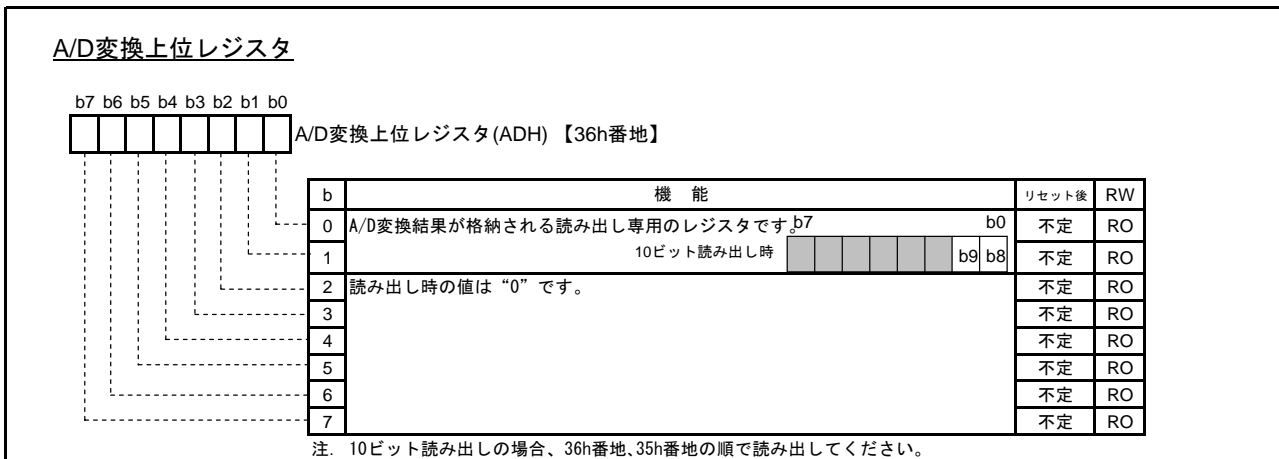 A/D変換上位レジスタ
b7 b6 b5 b4 b3 b2 b1 b0
A/D変換上位レジスタ(ADH) 【36h番地】
b 機 能 リセット後 RW
0 A/D変換結果が格納される読み出し専用のレジスタです。 b7 b0 不定 RO
1 10ビット読み出し時 b9 b8 不定 RO
2 読み出し時の値は“0”です。 不定 RO
3 不定 RO
4 不定 RO
5 不定 RO
6 不定 RO
7 不定 RO
注. 10ビット読み出しの場合、36h番地、35h番地の順で読み出してください。